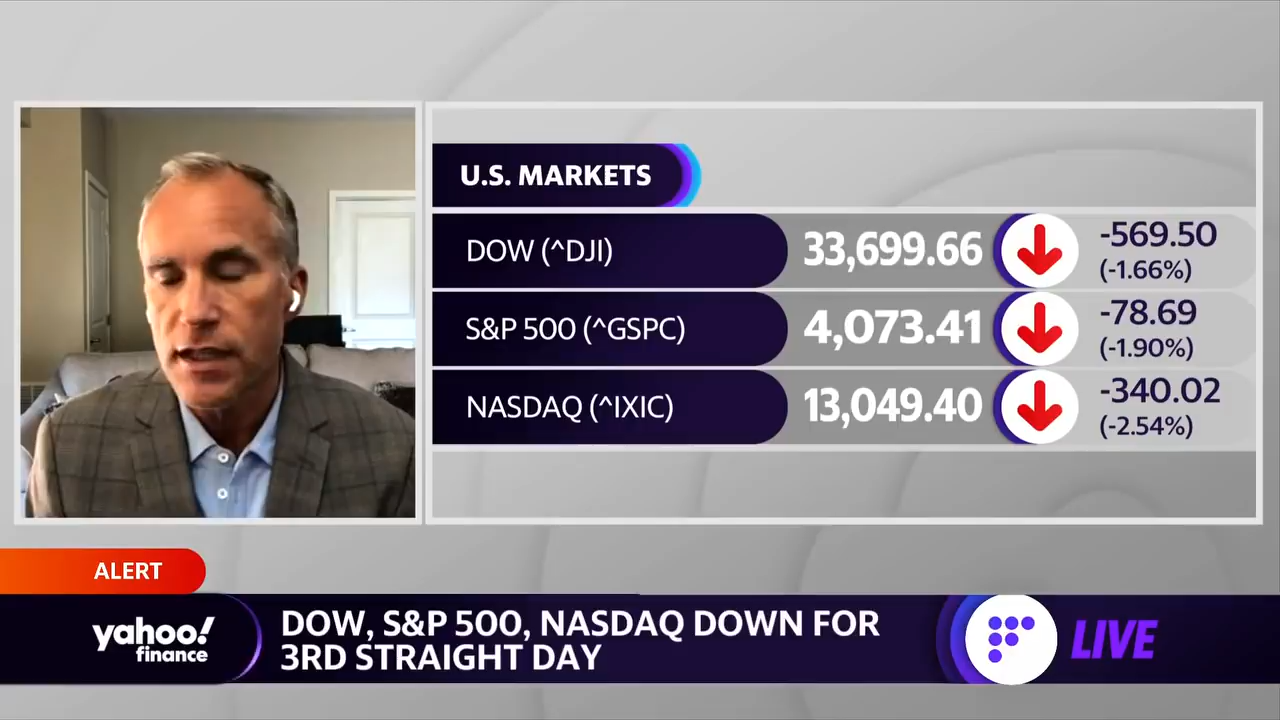 U.S. MARKETS
DOW (^DJI) 33,699.66 -569.50
(-1.66%)
S&P 500 (^GSPC) 4,073.41 -78.69
(-1.90%)
NASDAQ (^IXIC) 13,049.40 -340.02
(-2.54%)
ALERT
yahoo!
finance
DOW, S&P 500, NASDAQ DOWN FOR
3RD STRAIGHT DAY
LIVE